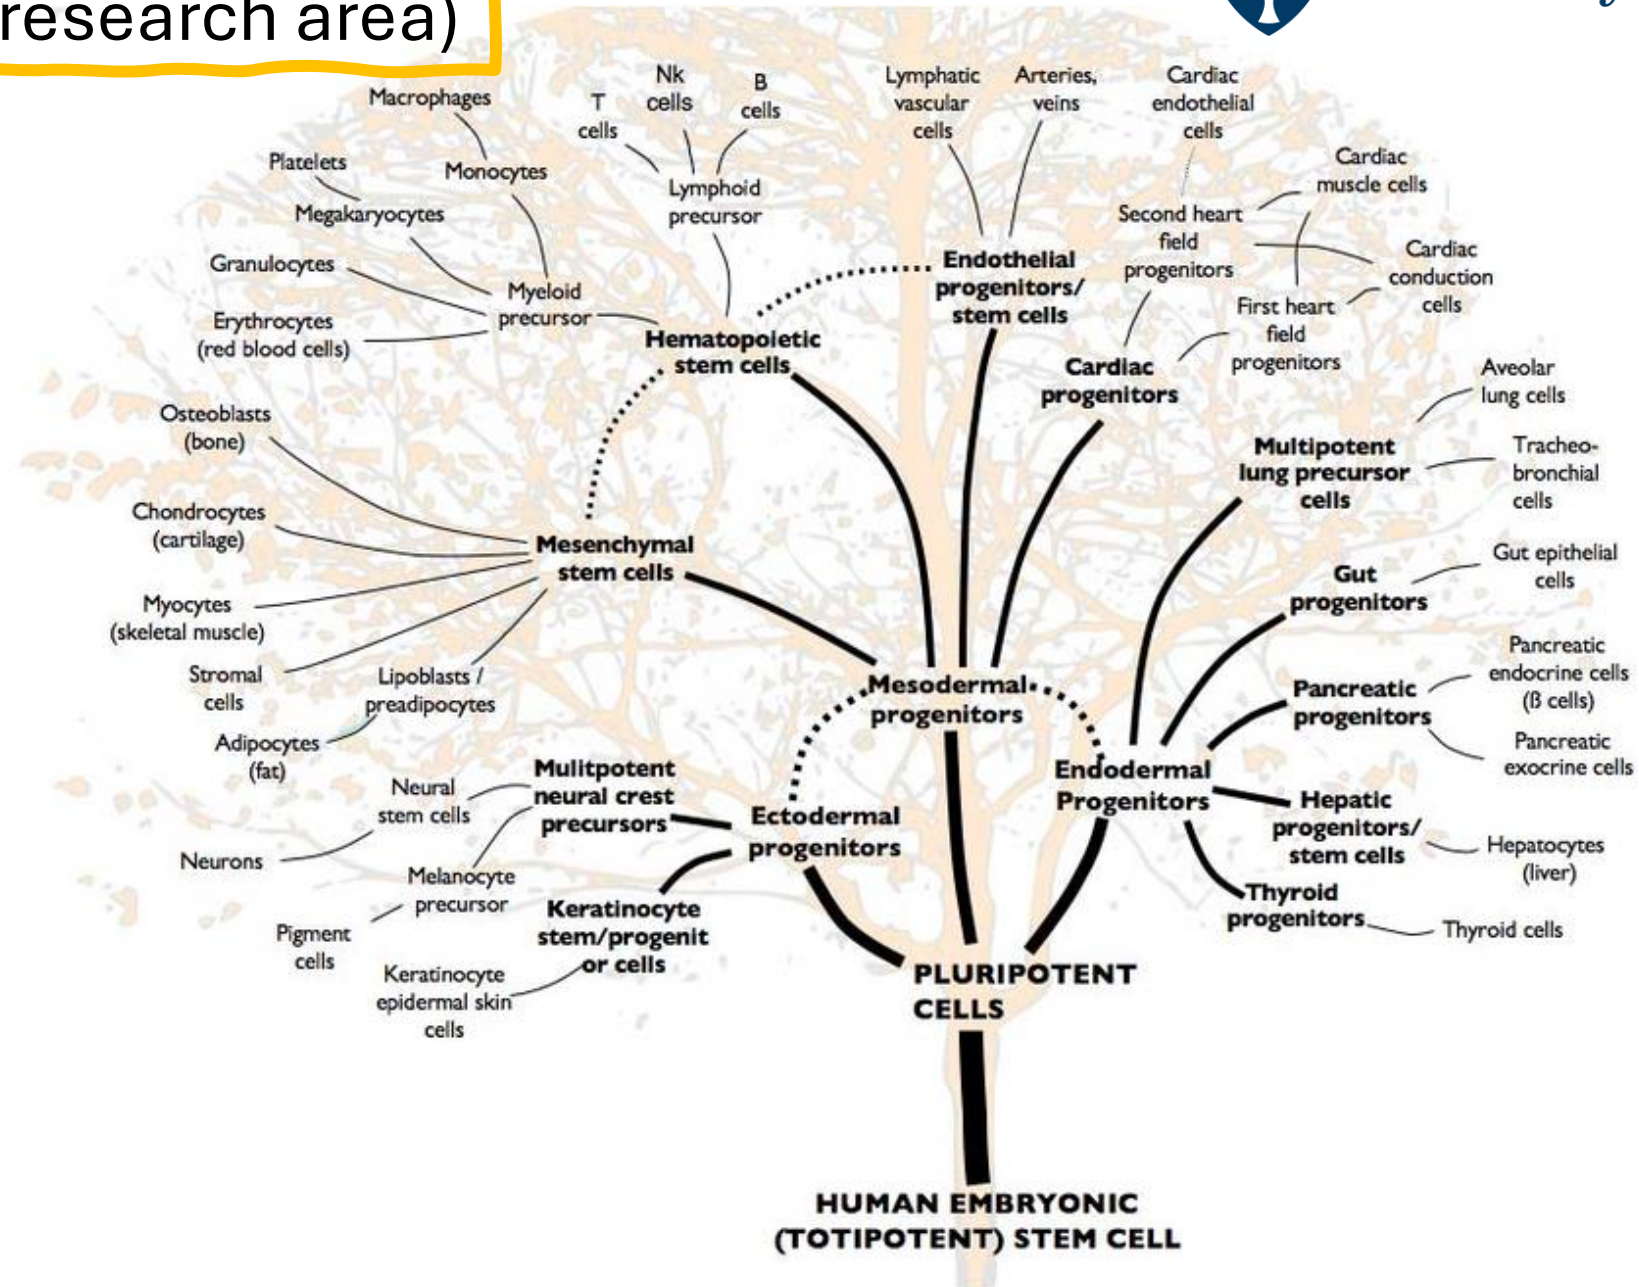 research area)
Macrophages
Platelets
Monocytes
Megakaryocytes
Granulocytes
Erythrocytes
(red blood cells)
Myeloid
precursor
T
cells
Nk
cells
B
cells
Lymphoid
precursor
Hematopoietic
stem cells
Lymphatic
vascular
cells
Arteries,
veins
Endothelial
progenitors/
stem cells
Cardiac
endothelial
cells
Cardiac
muscle cells
Second heart
field
progenitors
Cardiac
conduction
cells
First heart
field
progenitors
Cardiac
progenitors
Aveolar
lung cells
Multipotent
lung precursor
cells
Tracheo-
bronchial
cells
Osteoblasts
(bone)
Chondrocytes
(cartilage)
Mesenchymal
stem cells
Myocytes
(skeletal muscle)
Stromal
cells
Lipoblasts /
preadipocytes
Adipocytes
(fat)
Gut
progenitors
Gut epithelial
cells
Mesodermal
progenitors
Pancreatic
progenitors
Pancreatic
endocrine cells
(ß cells)
Pancreatic
exocrine cells
Endodermal
Progenitors
Hepatic
progenitors/
stem cells
Hepatocytes
(liver)
Thyroid
progenitors
Thyroid cells
Mulitpotent
neural crest
precursors
Neural
stem cells
Neurons
Melanocyte
precursor
Pigment
cells
Ectodermal
progenitors
Keratinocyte
stem/progenit
or cells
Keratinocyte
epidermal skin
cells
PLURIPOTENT
CELLS
HUMAN EMBRYONIC
(TOTIPOTENT) STEM CELL